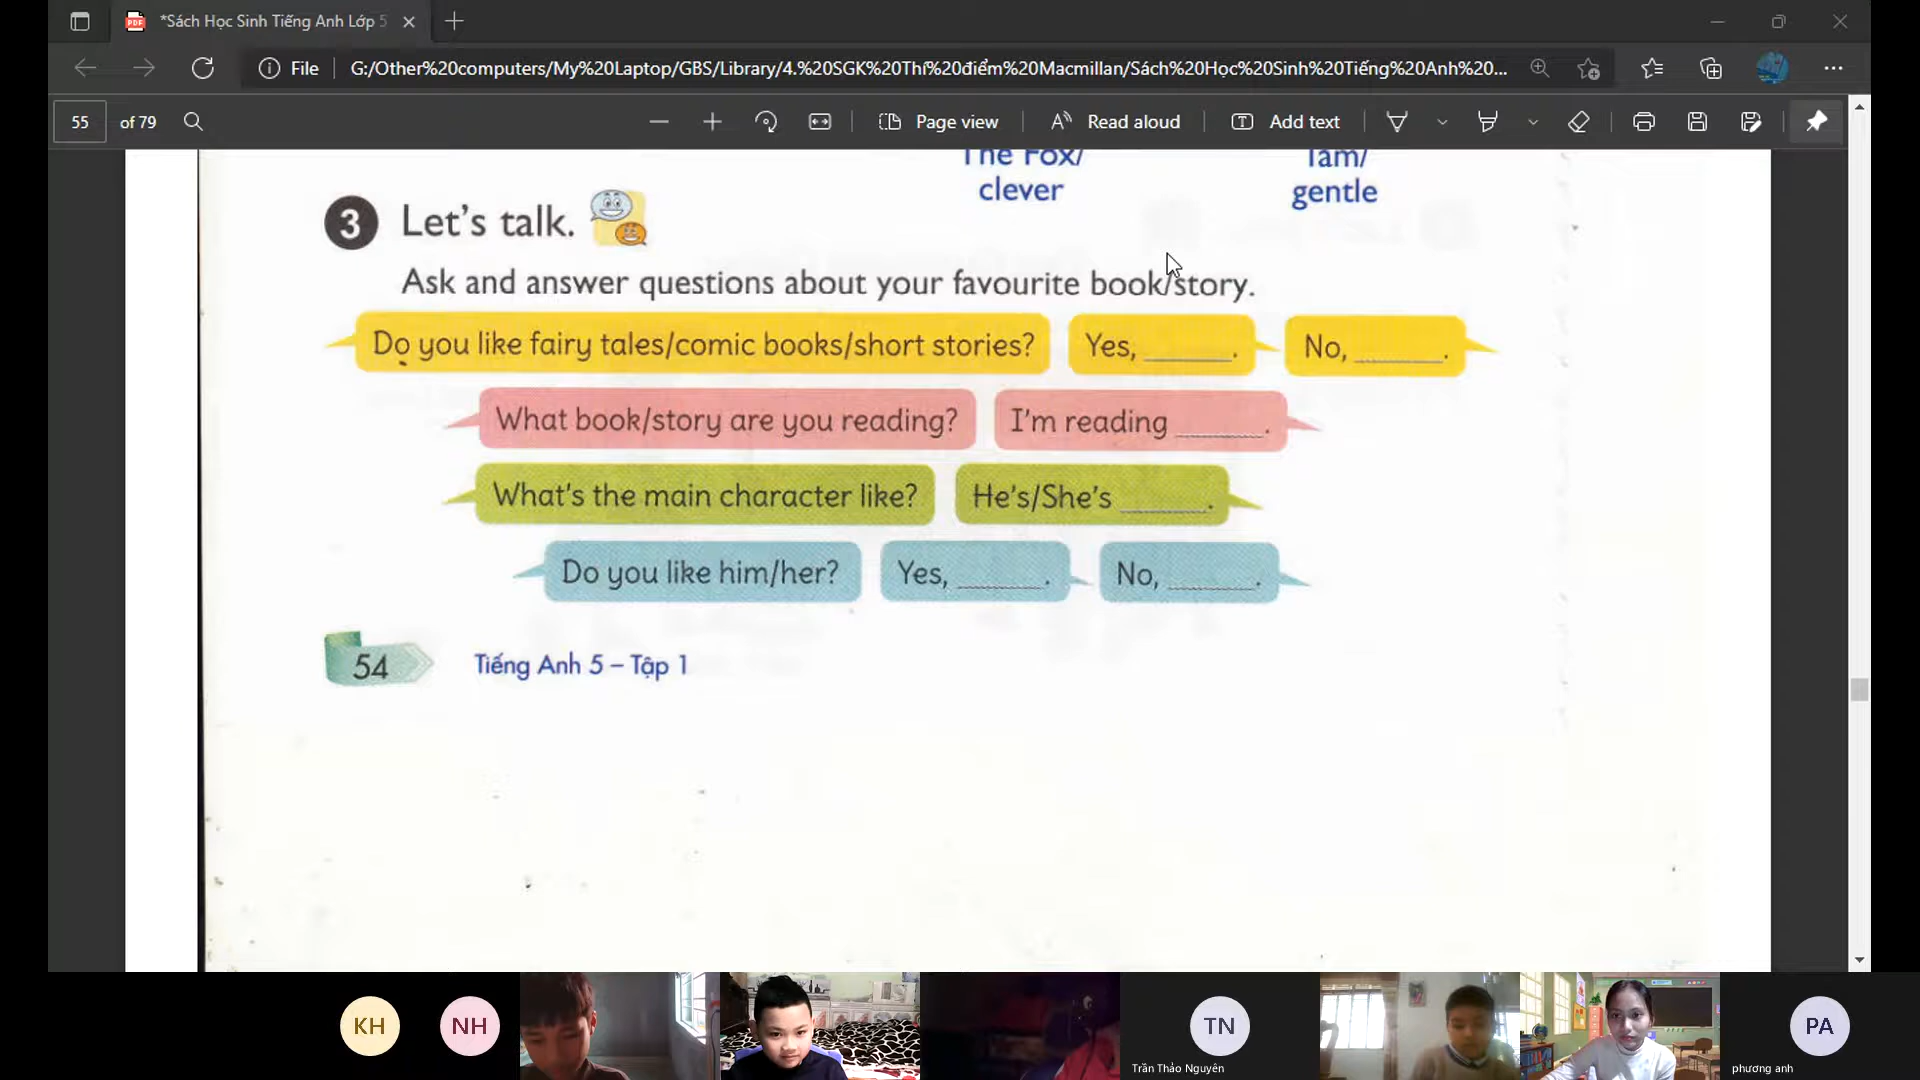 *Sách Học Sinh Tiếng Anh Lớp 5
File
G:/Other%20computers/My%20Laptop/GBS/Library/4.%20SGK%20Thí%20điểm%20Macmillan/Sách%20Học%20Sinh%20Tiếng%20Anh%20...
55 of 79
Page view
Read aloud
Add text
The Fox/
clever
Tam/
gentle
3 Let's talk.
Ask and answer questions about your favourite book/story.
Do you like fairy tales/comic books/short stories? Yes, ______. No, ______.
What book/story are you reading? I'm reading ______.
What's the main character like? He's/She's ______.
Do you like him/her? Yes, ______. No, ______.
54 Tiếng Anh 5 – Tập 1
KH
NH
TN
PA
Trần Thảo Nguyên
phương anh